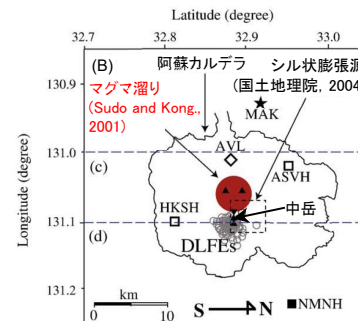 Latitude (degree)
32.7 32.8 32.9 33.0
阿蘇カルデラ
シル状膨張源
(国土地理院, 2004
(B)
マグマ溜り
(Sudo and Kong.,
2001)
MAK
130.9
AVL
131.0
(c)
ASVH
HKSH
中岳
131.1
(d)
DLFEs
131.2
km
0 10
S N
NMNH
Longitude (degree)